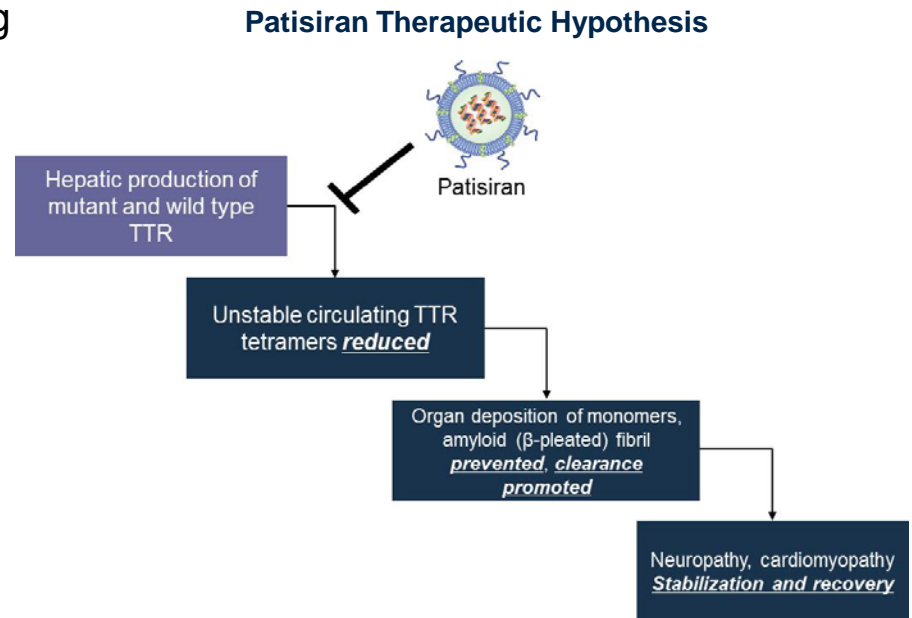 g
Patisiran Therapeutic Hypothesis
Patisiran
Hepatic production of
mutant and wild type
TTR
Unstable circulating TTR
tetramers reduced
Organ deposition of monomers,
amyloid (β-pleated) fibril
prevented, clearance
promoted
Neuropathy, cardiomyopathy
Stabilization and recovery